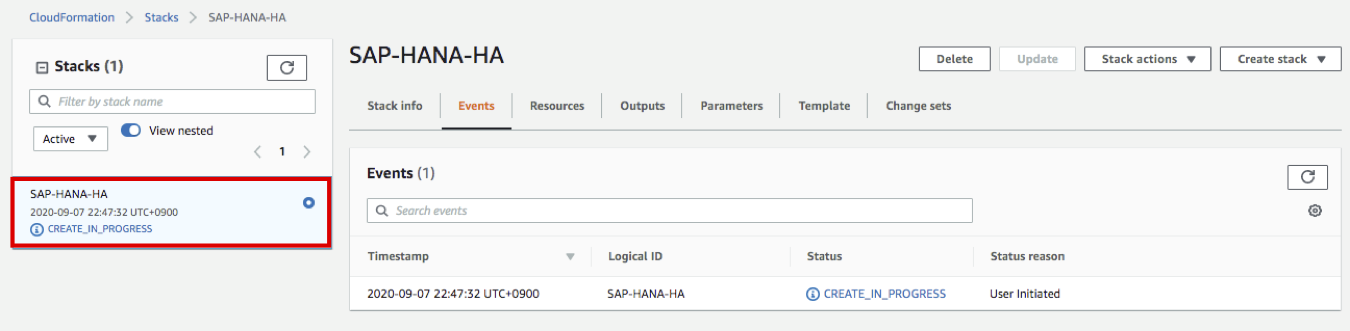 CloudFormation > Stacks > SAP-HANA-HA
Stacks (1)
Filter by stack name
Active
View nested
1
SAP-HANA-HA
2020-09-07 22:47:32 UTC+0900
CREATE_IN_PROGRESS
SAP-HANA-HA
Delete Update Stack actions Create stack
Stack info Events Resources Outputs Parameters Template Change sets
Events (1)
Search events
Timestamp Logical ID Status Status reason
2020-09-07 22:47:32 UTC+0900 SAP-HANA-HA CREATE_IN_PROGRESS User Initiated